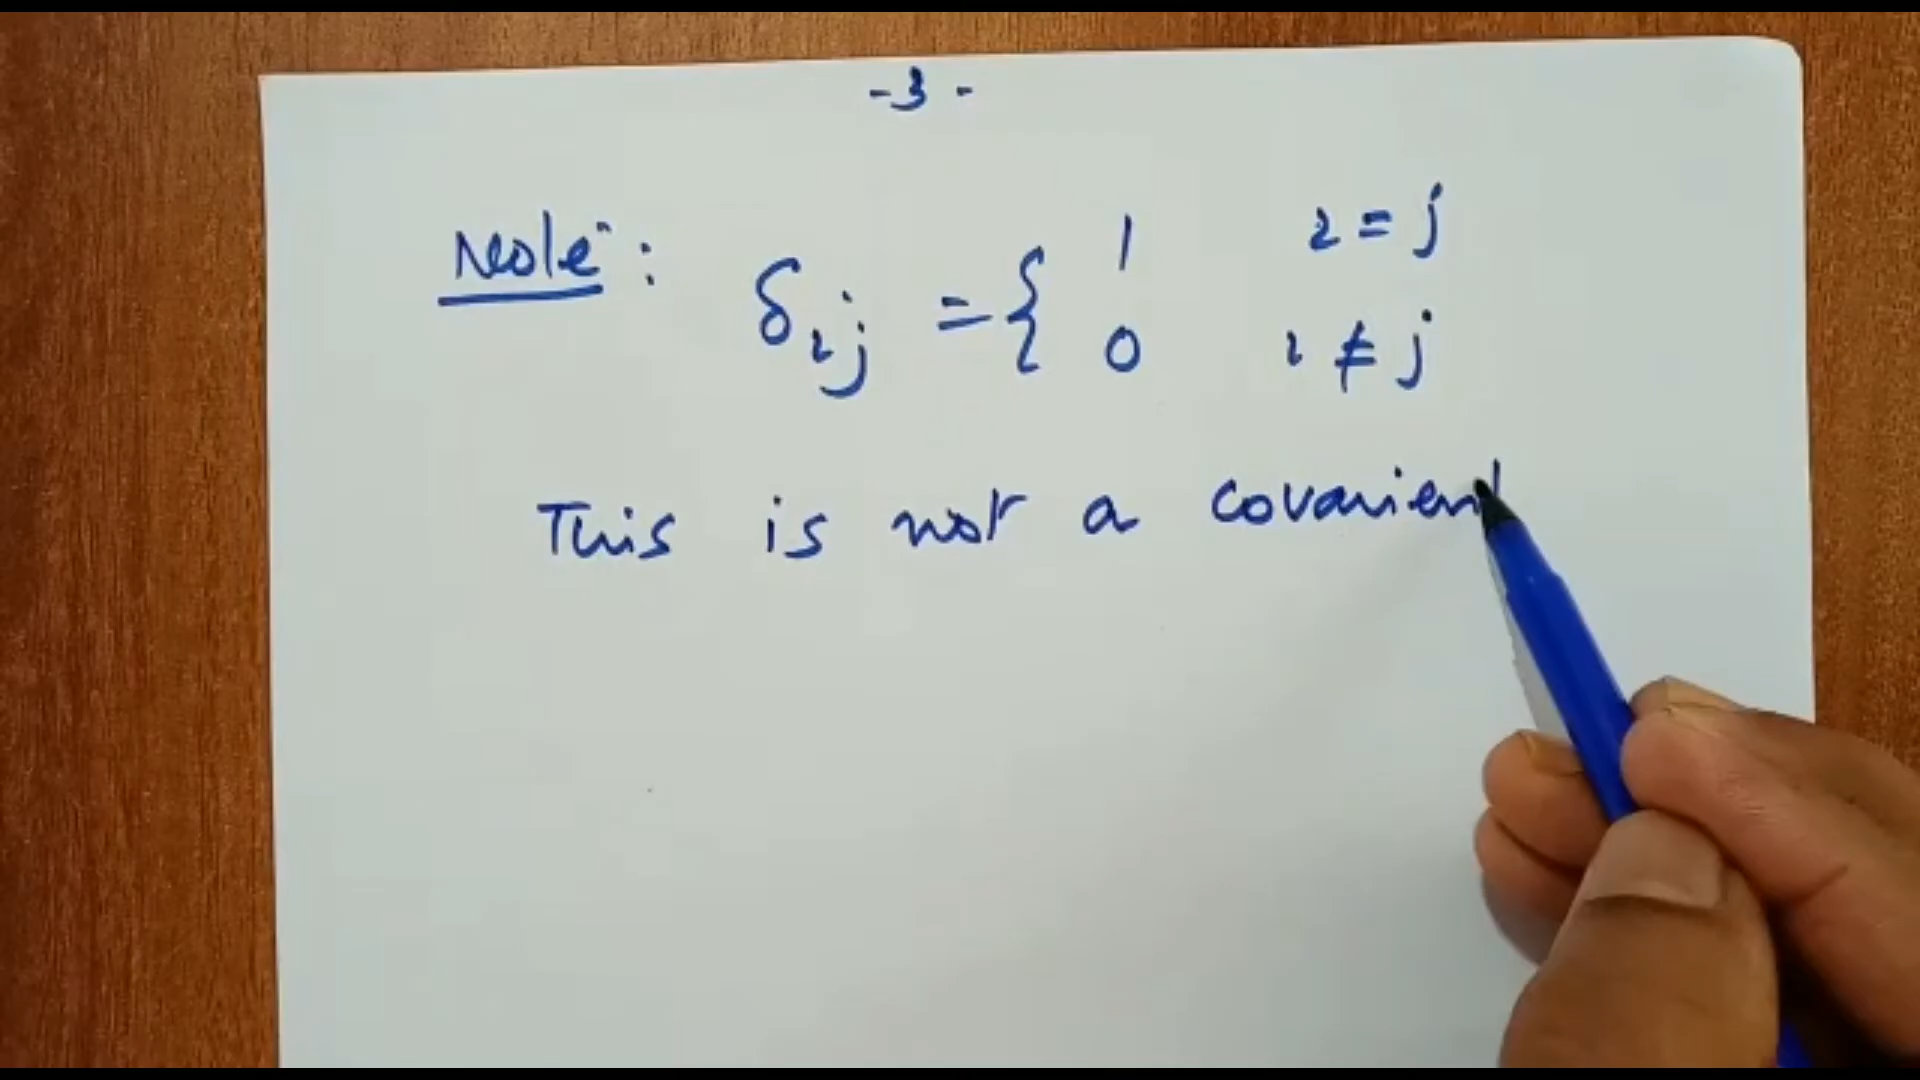 -3-
Note: δij = { 1 i = j
0 i ≠ j
This is not a covarient